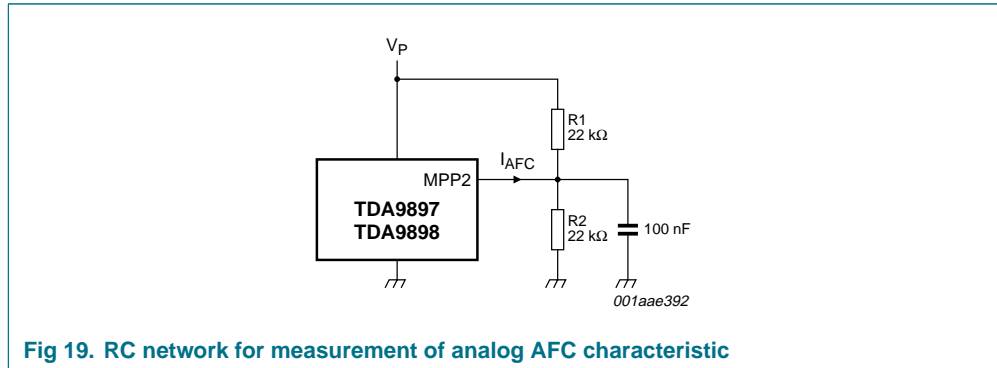 VP
R1
22 kΩ
IAFC
MPP2
TDA9897
TDA9898
R2
22 kΩ
100 nF
001aae392
Fig 19. RC network for measurement of analog AFC characteristic